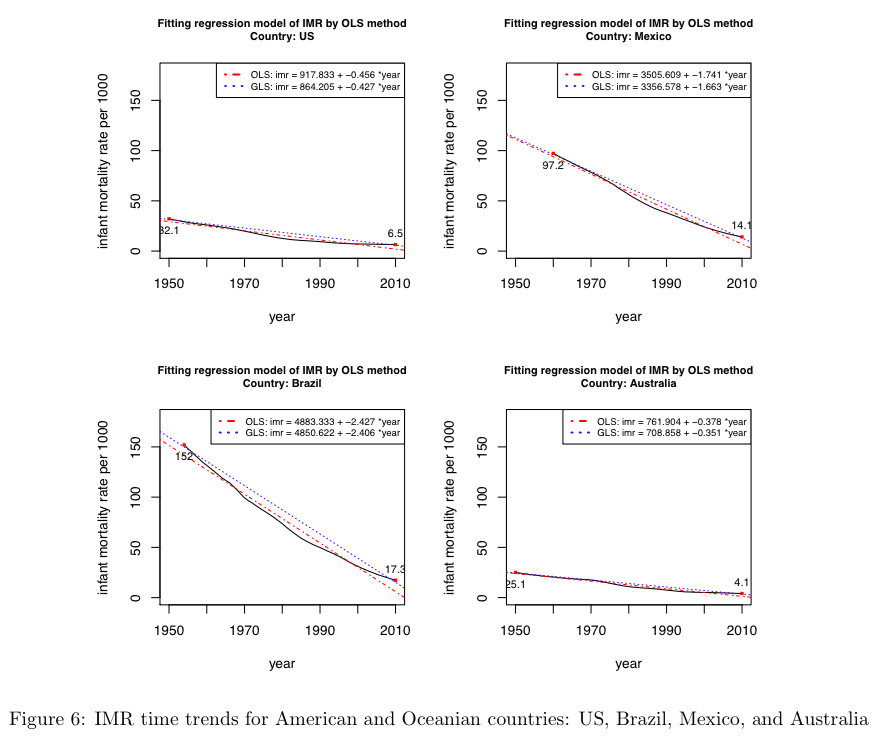 Fitting regression model of IMR by OLS method
Country: US
OLS: imr = 917.833 + −0.456 *year
GLS: imr = 864.205 + −0.427 *year
infant mortality rate per 1000
150
100
50
0
32.1
6.5
1950
1970
1990
2010
year
Fitting regression model of IMR by OLS method
Country: Mexico
OLS: imr = 3505.609 + −1.741 *year
GLS: imr = 3356.578 + −1.663 *year
infant mortality rate per 1000
150
100
50
0
97.2
14.1
1950
1970
1990
2010
year
Fitting regression model of IMR by OLS method
Country: Brazil
OLS: imr = 4883.333 + −2.427 *year
GLS: imr = 4850.622 + −2.406 *year
infant mortality rate per 1000
150
100
50
0
152
17.3
1950
1970
1990
2010
year
Fitting regression model of IMR by OLS method
Country: Australia
OLS: imr = 761.904 + −0.378 *year
GLS: imr = 708.858 + −0.351 *year
infant mortality rate per 1000
150
100
50
0
25.1
4.1
1950
1970
1990
2010
year
Figure 6: IMR time trends for American and Oceanian countries: US, Brazil, Mexico, and Australia